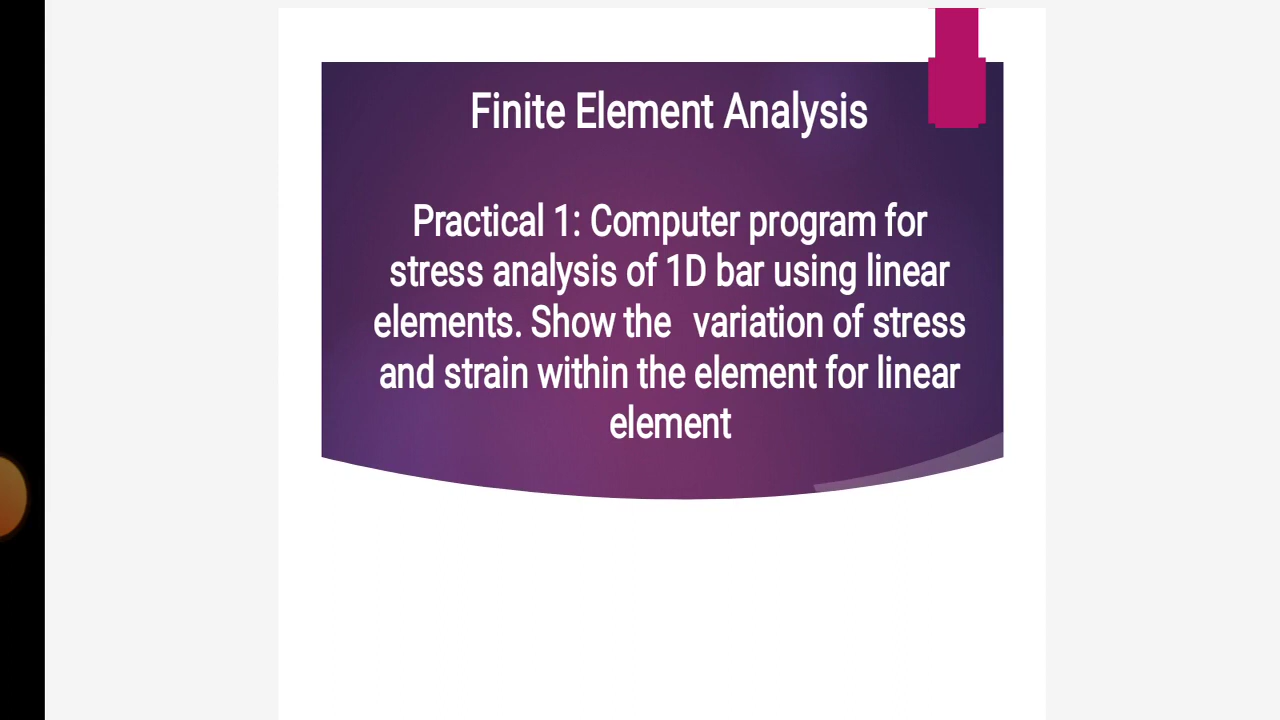 Finite Element Analysis
Practical 1: Computer program for
stress analysis of 1D bar using linear
elements. Show the variation of stress
and strain within the element for linear
element